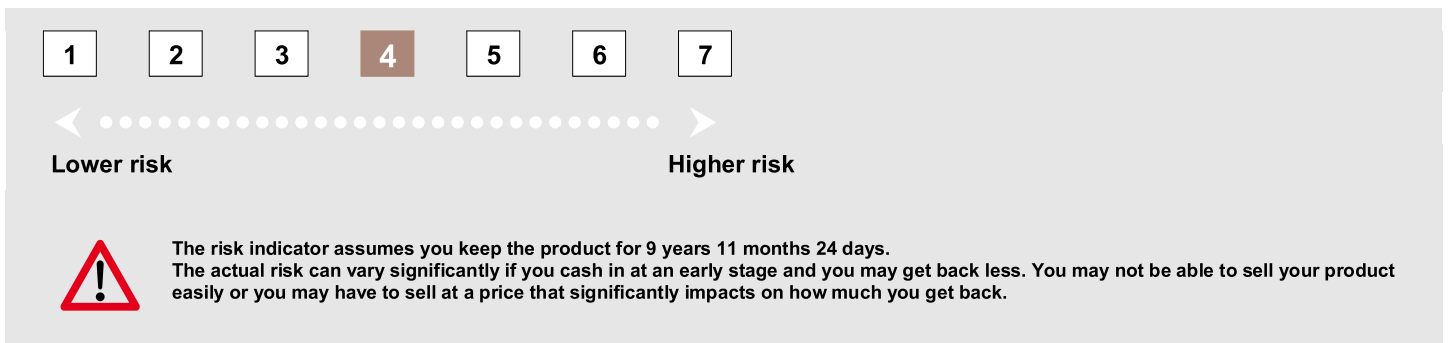 1 2 3 4 5 6 7
Lower risk Higher risk
The risk indicator assumes you keep the product for 9 years 11 months 24 days.
The actual risk can vary significantly if you cash in at an early stage and you may get back less. You may not be able to sell your product
easily or you may have to sell at a price that significantly impacts on how much you get back.